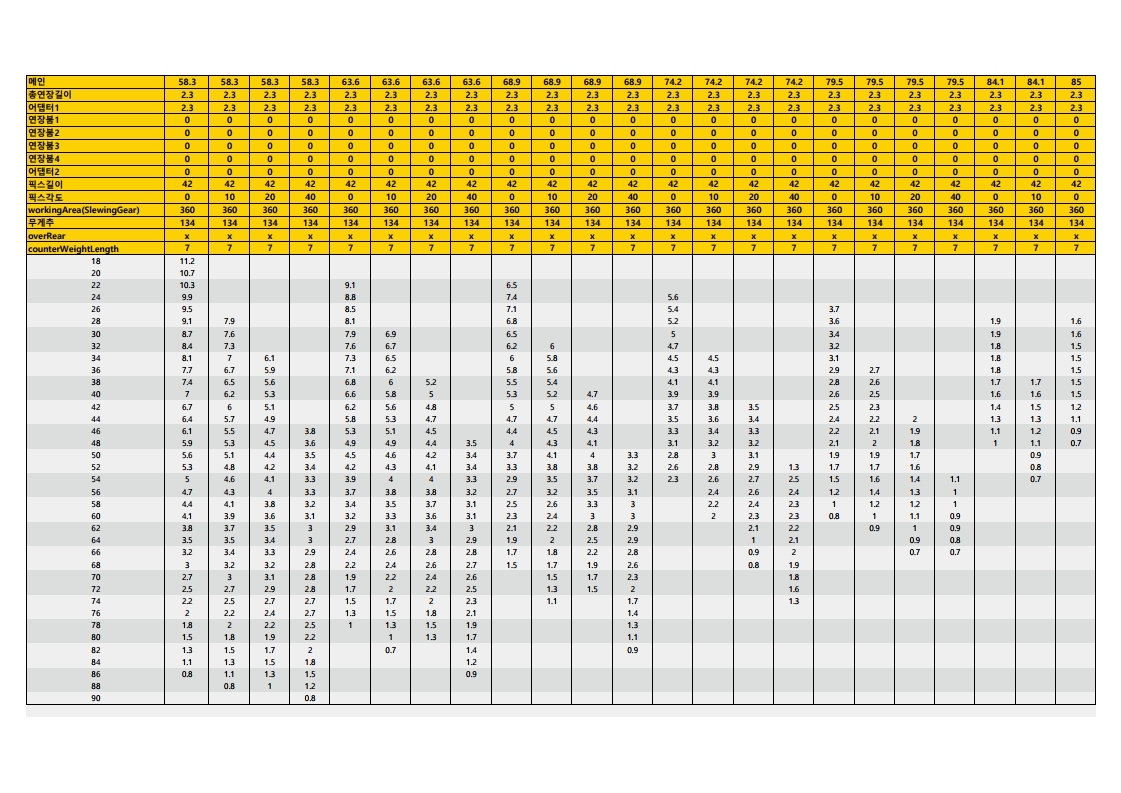 메인 58.3 58.3 58.3 58.3 63.6 63.6 63.6 63.6 68.9 68.9 68.9 68.9 74.2 74.2 74.2 74.2 79.5 79.5 79.5 79.5 84.1 84.1 85
총연장길이 2.3 2.3 2.3 2.3 2.3 2.3 2.3 2.3 2.3 2.3 2.3 2.3 2.3 2.3 2.3 2.3 2.3 2.3 2.3 2.3 2.3 2.3 2.3
어댑터1 2.3 2.3 2.3 2.3 2.3 2.3 2.3 2.3 2.3 2.3 2.3 2.3 2.3 2.3 2.3 2.3 2.3 2.3 2.3 2.3 2.3 2.3 2.3
연장붐1 0 0 0 0 0 0 0 0 0 0 0 0 0 0 0 0 0 0 0 0 0 0 0
연장붐2 0 0 0 0 0 0 0 0 0 0 0 0 0 0 0 0 0 0 0 0 0 0 0
연장붐3 0 0 0 0 0 0 0 0 0 0 0 0 0 0 0 0 0 0 0 0 0 0 0
연장붐4 0 0 0 0 0 0 0 0 0 0 0 0 0 0 0 0 0 0 0 0 0 0 0
어댑터2 0 0 0 0 0 0 0 0 0 0 0 0 0 0 0 0 0 0 0 0 0 0 0
픽스길이 42 42 42 42 42 42 42 42 42 42 42 42 42 42 42 42 42 42 42 42 42 42 42
픽스각도 0 10 20 40 0 10 20 40 0 10 20 40 0 10 20 40 0 10 20 40 0 10 0
workingArea(SlewingGear) 360 360 360 360 360 360 360 360 360 360 360 360 360 360 360 360 360 360 360 360 360 360 360
무게추 134 134 134 134 134 134 134 134 134 134 134 134 134 134 134 134 134 134 134 134 134 134 134
overRear x x x x x x x x x x x x x x x x x x x x x x x
counterWeightLength 7 7 7 7 7 7 7 7 7 7 7 7 7 7 7 7 7 7 7 7 7 7 7
18 11.2
20 10.7
22 10.3 9.1 6.5
24 9.9 8.8 7.4 5.6
26 9.5 8.5 7.1 5.4 3.7
28 9.1 7.9 8.1 6.8 5.2 3.6 1.9 1.6
30 8.7 7.6 7.9 6.9 6.5 5 3.4 1.9 1.6
32 8.4 7.3 7.6 6.7 6.2 6 4.7 3.2 1.8 1.5
34 8.1 7 6.1 7.3 6.5 6 5.8 4.5 4.5 3.1 1.8 1.5
36 7.7 6.7 5.9 7.1 6.2 5.8 5.6 4.3 4.3 2.9 2.7 1.8 1.5
38 7.4 6.5 5.6 6.8 6 5.2 5.5 5.4 4.1 4.1 2.8 2.6 1.7 1.7 1.5
40 7 6.2 5.3 6.6 5.8 5 5.3 5.2 4.7 3.9 3.9 2.6 2.5 1.6 1.6 1.5
42 6.7 6 5.1 6.2 5.6 4.8 5 5 4.6 3.7 3.8 3.5 2.5 2.3 1.4 1.5 1.2
44 6.4 5.7 4.9 5.8 5.3 4.7 4.7 4.7 4.4 3.5 3.6 3.4 2.4 2.2 2 1.3 1.3 1.1
46 6.1 5.5 4.7 3.8 5.3 5.1 4.5 4.4 4.5 4.3 3.3 3.4 3.3 2.2 2.1 1.9 1.1 1.2 0.9
48 5.9 5.3 4.5 3.6 4.9 4.9 4.4 3.5 4 4.3 4.1 3.1 3.2 3.2 2.1 2 1.8 1 1.1 0.7
50 5.6 5.1 4.4 3.5 4.5 4.6 4.2 3.4 3.7 4.1 4 3.3 2.8 3 3.1 1.9 1.9 1.7 0.9
52 5.3 4.8 4.2 3.4 4.2 4.3 4.1 3.4 3.3 3.8 3.8 3.2 2.6 2.8 2.9 1.3 1.7 1.7 1.6 0.8
54 5 4.6 4.1 3.3 3.9 4 4 3.3 2.9 3.5 3.7 3.2 2.3 2.6 2.7 2.5 1.5 1.6 1.4 1.1 0.7
56 4.7 4.3 4 3.3 3.7 3.8 3.8 3.2 2.7 3.2 3.5 3.1 2.4 2.6 2.4 1.2 1.4 1.3 1
58 4.4 4.1 3.8 3.2 3.4 3.5 3.7 3.1 2.5 2.6 3.3 3 2.2 2.4 2.3 1 1.2 1.2 1
60 4.1 3.9 3.6 3.1 3.2 3.3 3.6 3.1 2.3 2.4 3 3 2 2.3 2.3 0.8 1 1.1 0.9
62 3.8 3.7 3.5 3 2.9 3.1 3.4 3 2.1 2.2 2.8 2.9 2.1 2.2 0.9 1 0.9
64 3.5 3.5 3.4 3 2.7 2.8 3 2.9 1.9 2 2.5 2.9 1 2.1 0.9 0.8
66 3.2 3.4 3.3 2.9 2.4 2.6 2.8 2.8 1.7 1.8 2.2 2.8 0.9 2 0.7 0.7
68 3 3.2 3.2 2.8 2.2 2.4 2.6 2.7 1.5 1.7 1.9 2.6 0.8 1.9
70 2.7 3 3.1 2.8 1.9 2.2 2.4 2.6 1.5 1.7 2.3 1.8
72 2.5 2.7 2.9 2.8 1.7 2 2.2 2.5 1.3 1.5 2 1.6
74 2.2 2.5 2.7 2.7 1.5 1.7 2 2.3 1.1 1.7 1.3
76 2 2.2 2.4 2.7 1.3 1.5 1.8 2.1 1.4
78 1.8 2 2.2 2.5 1 1.3 1.5 1.9 1.3
80 1.5 1.8 1.9 2.2 1 1.3 1.7 1.1
82 1.3 1.5 1.7 2 0.7 1.4 0.9
84 1.1 1.3 1.5 1.8 1.2
86 0.8 1.1 1.3 1.5 0.9
88 0.8 1 1.2
90 0.8